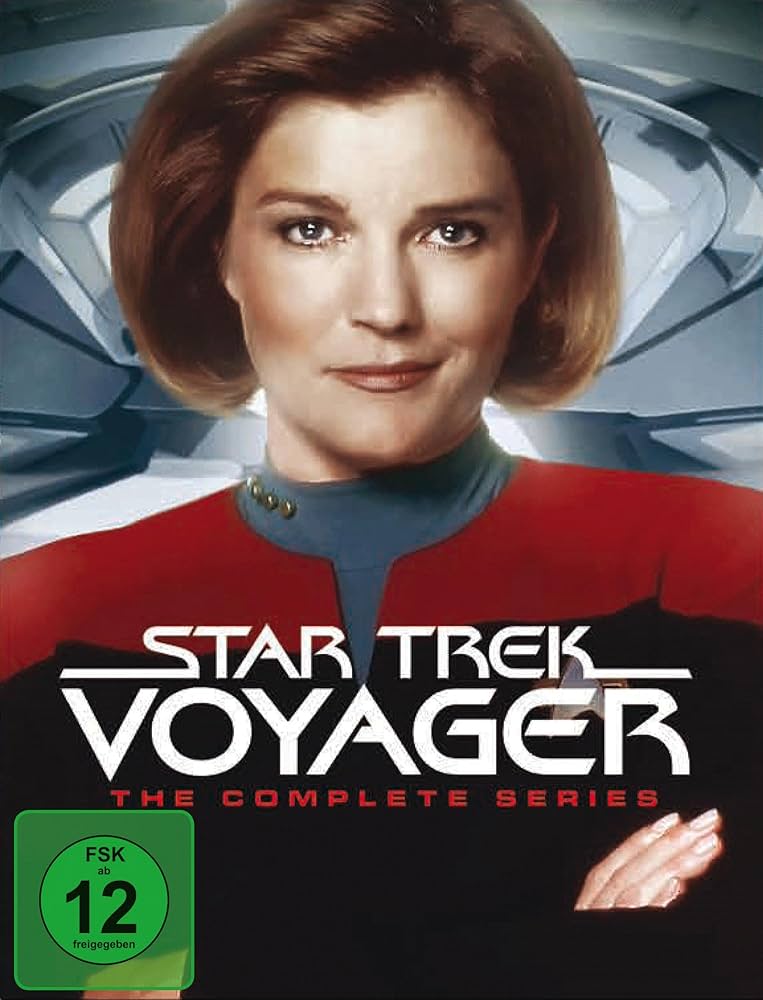 STAR TREK
VOYAGER
THE COMPLETE SERIES
FSK
ab
12
freigegeben